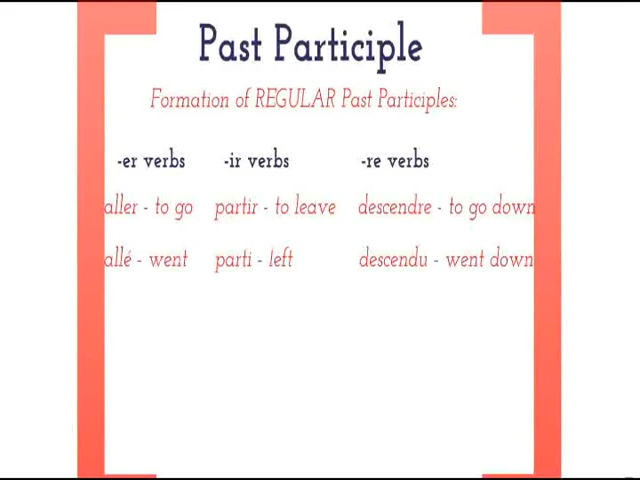 Past Participle
Formation of REGULAR Past Participles:
-er verbs -ir verbs -re verbs
aller - to go partir - to leave descendre - to go down
allé - went parti - left descendu - went down